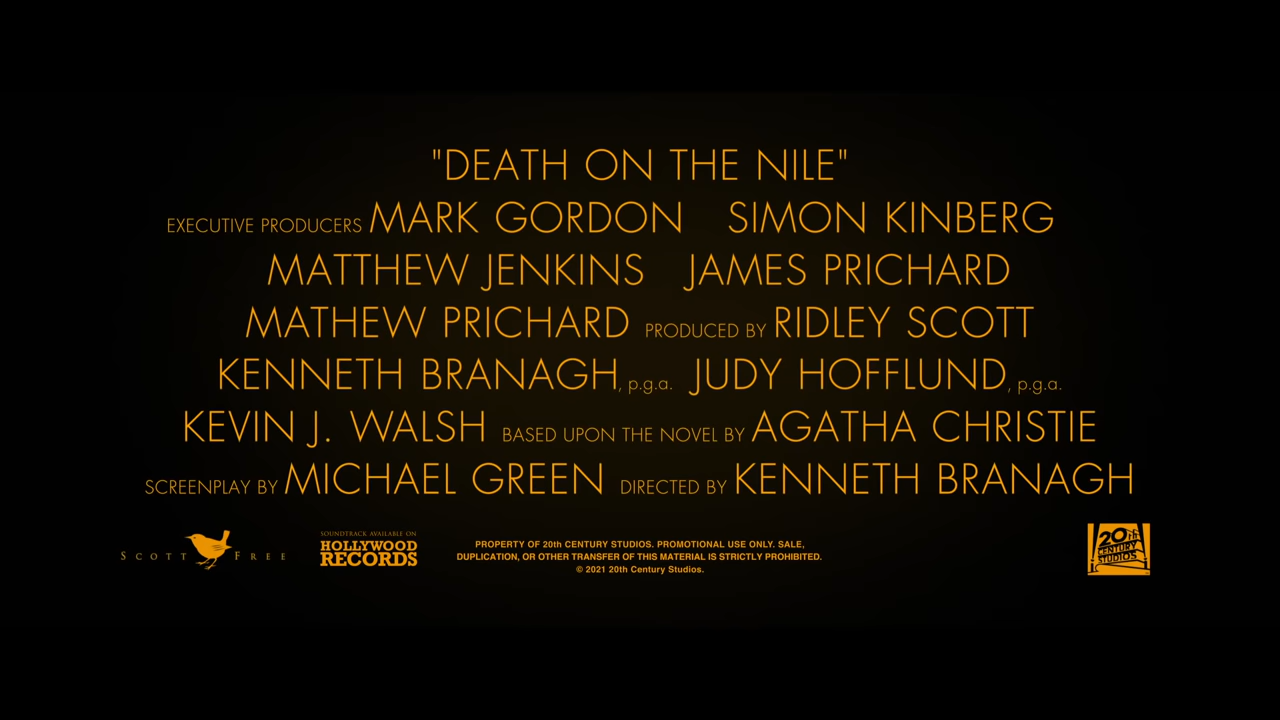 "DEATH ON THE NILE"
EXECUTIVE PRODUCERS MARK GORDON SIMON KINBERG
MATTHEW JENKINS JAMES PRICHARD
MATHEW PRICHARD PRODUCED BY RIDLEY SCOTT
KENNETH BRANAGH, p.g.a. JUDY HOFFLUND, p.g.a.
KEVIN J. WALSH BASED UPON THE NOVEL BY AGATHA CHRISTIE
SCREENPLAY BY MICHAEL GREEN DIRECTED BY KENNETH BRANAGH
SCOTT FREE
SOUNDTRACK AVAILABLE ON
HOLLYWOOD
RECORDS
PROPERTY OF 20th CENTURY STUDIOS. PROMOTIONAL USE ONLY. SALE,
DUPLICATION, OR OTHER TRANSFER OF THIS MATERIAL IS STRICTLY PROHIBITED.
© 2021 20th Century Studios.
20th
CENTURY
STUDIOS